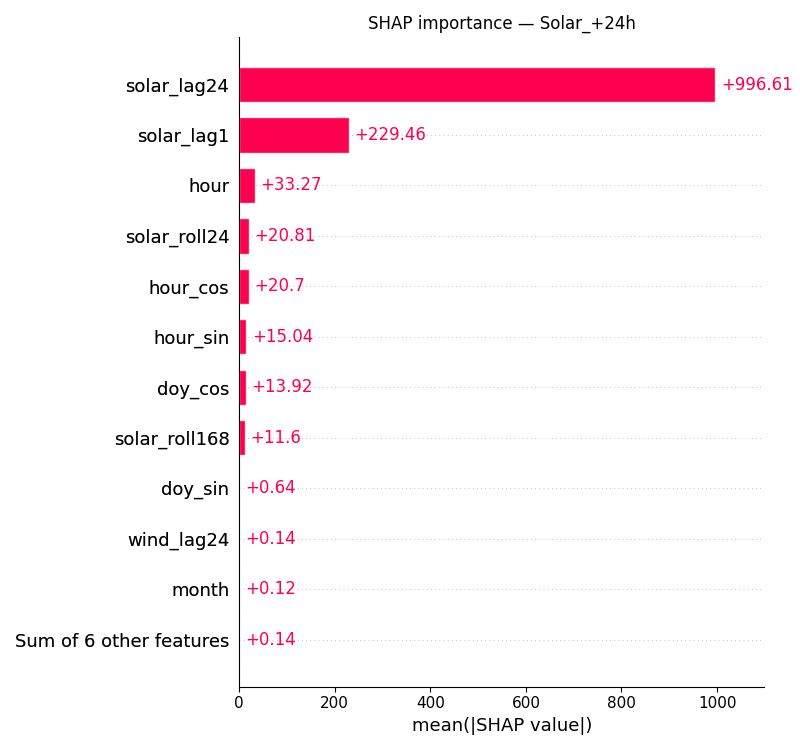 SHAP importance — Solar_+24h
solar_lag24 +996.61
solar_lag1 +229.46
hour +33.27
solar_roll24 +20.81
hour_cos +20.7
hour_sin +15.04
doy_cos +13.92
solar_roll168 +11.6
doy_sin +0.64
wind_lag24 +0.14
month +0.12
Sum of 6 other features +0.14
0 200 400 600 800 1000
mean(|SHAP value|)